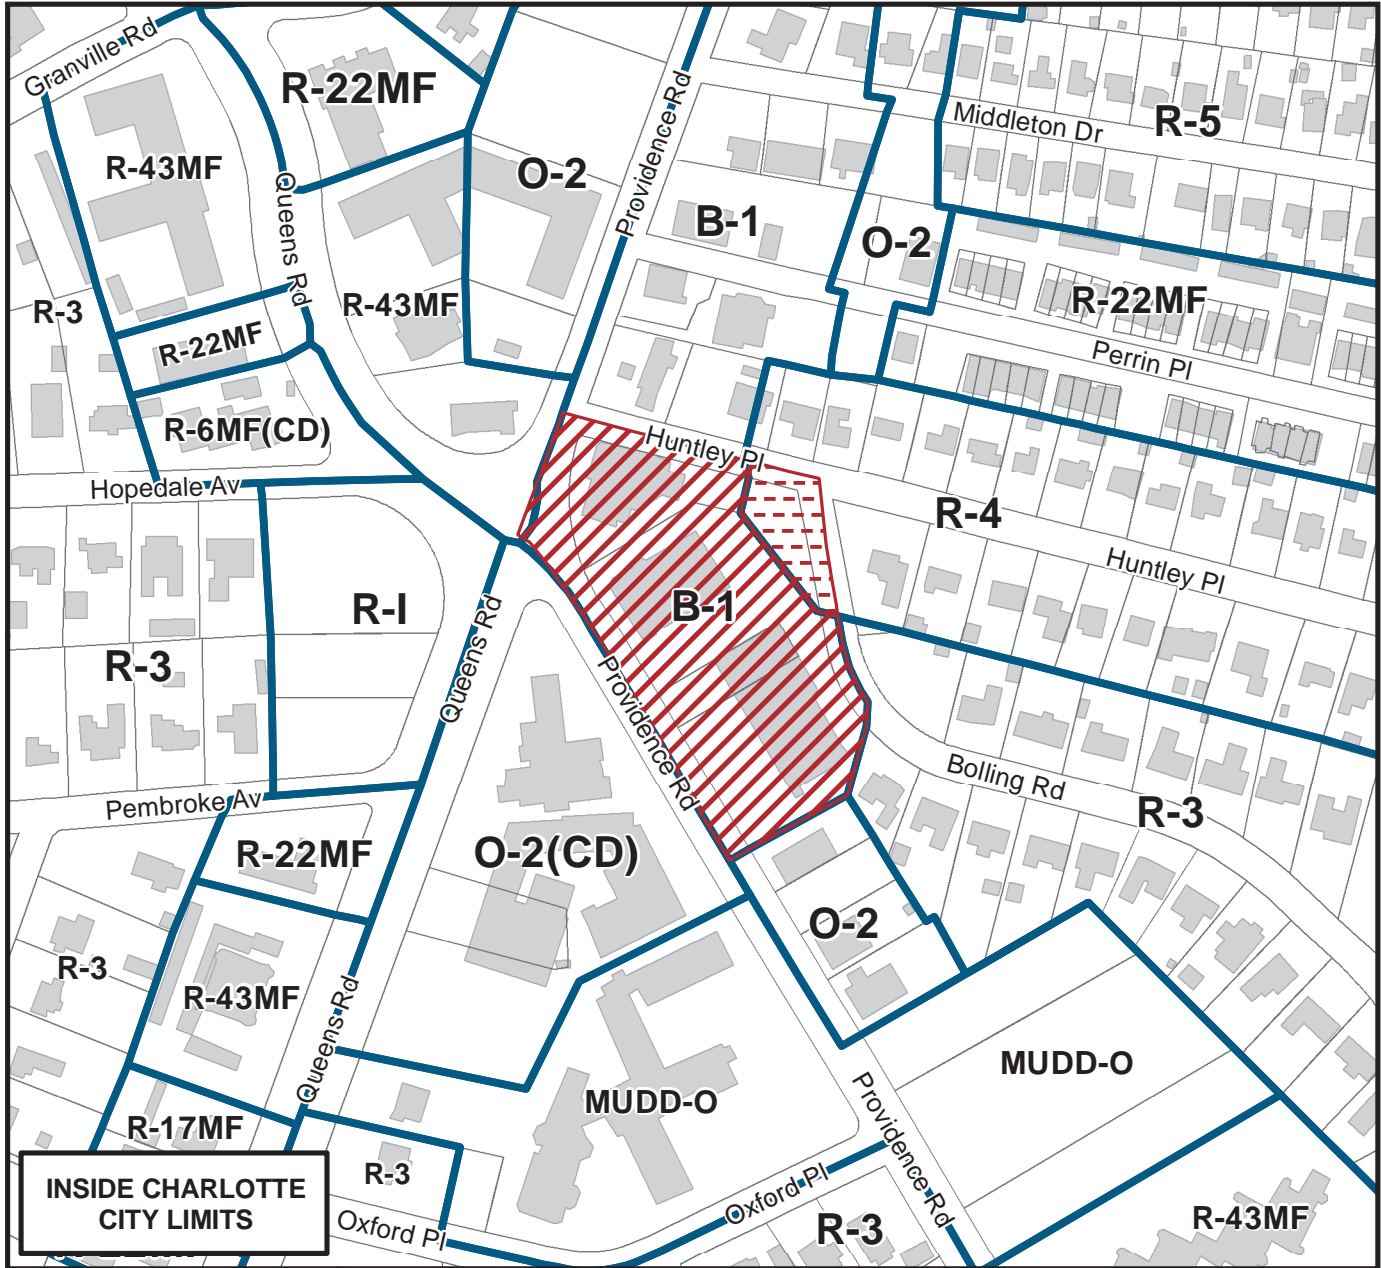 Granville Rd
R-22MF
R-43MF
Queens Rd
O-2
Providence Rd
Middleton Dr
R-5
B-1
O-2
R-3
R-43MF
R-22MF
R-22MF
Perrin Pl
R-6MF(CD)
Huntley Pl
Hopedale Av
R-4
Huntley Pl
R-I
B-1
R-3
Queens Rd
Providence Rd
Bolling Rd
Pembroke Av
R-3
R-22MF
O-2(CD)
O-2
R-3
R-43MF
Queens Rd
MUDD-O
MUDD-O
R-17MF
Providence Rd
R-3
Oxford Pl
INSIDE CHARLOTTE
CITY LIMITS
Oxford Pl
R-3
R-43MF